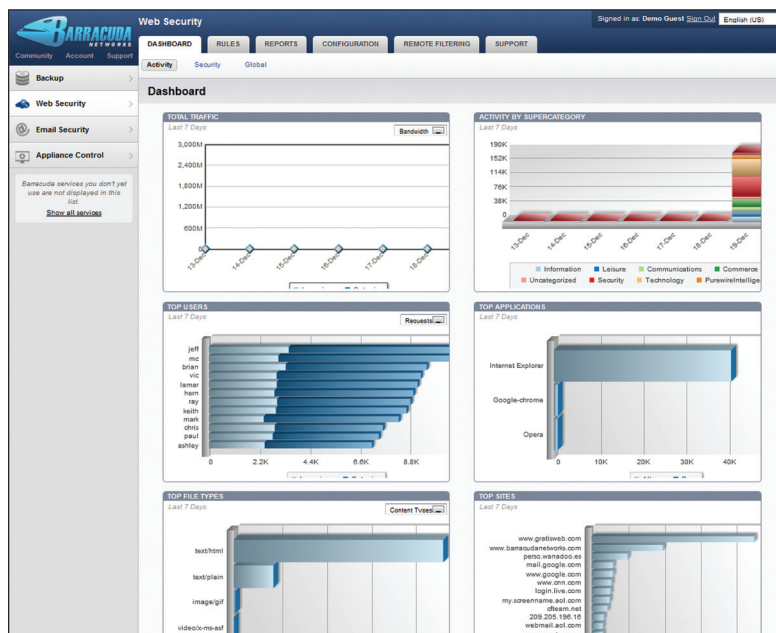 BARRACUDA
NETWORKS
Community Account Support
Web Security
Signed in as: Demo Guest Sign Out
English (US)
DASHBOARD RULES REPORTS CONFIGURATION REMOTE FILTERING SUPPORT
Activity Security Global
Backup
Web Security
Email Security
Appliance Control
Barracuda services you don't yet
use are not displayed in this
list.
Show all services
Dashboard
TOTAL TRAFFIC
Last 7 Days
Bandwidth
3,000M
2,400M
1,800M
1,200M
600M
0
13-Dec 14-Dec 15-Dec 16-Dec 17-Dec 18-Dec
ACTIVITY BY SUPERCATEGORY
Last 7 Days
190K
152K
114K
76K
38K
0
13-Dec 14-Dec 15-Dec 16-Dec 17-Dec 18-Dec 19-Dec
Information Leisure Communications Commerce
Uncategorized Security Technology PurewireIntellige
TOP USERS
Last 7 Days
Requests
jeff
mc
brian
vic
lamar
hern
ray
keith
mark
chris
paul
ashley
0 2.2K 4.4K 6.6K 8.8K
TOP APPLICATIONS
Last 7 Days
Internet Explorer
Google-chrome
Opera
0 10K 20K 30K 40K
TOP FILE TYPES
Last 7 Days
Content Types
text/html
text/plain
image/gif
video/x-ms-asf
TOP SITES
Last 7 Days
www.gratisweb.com
www.barracudanetworks.com
perso.wanadoo.es
mail.google.com
www.google.com
www.cnn.com
login.live.com
my.screenname.aol.com
dfteam.net
209.205.196.16
webmail.aol.com